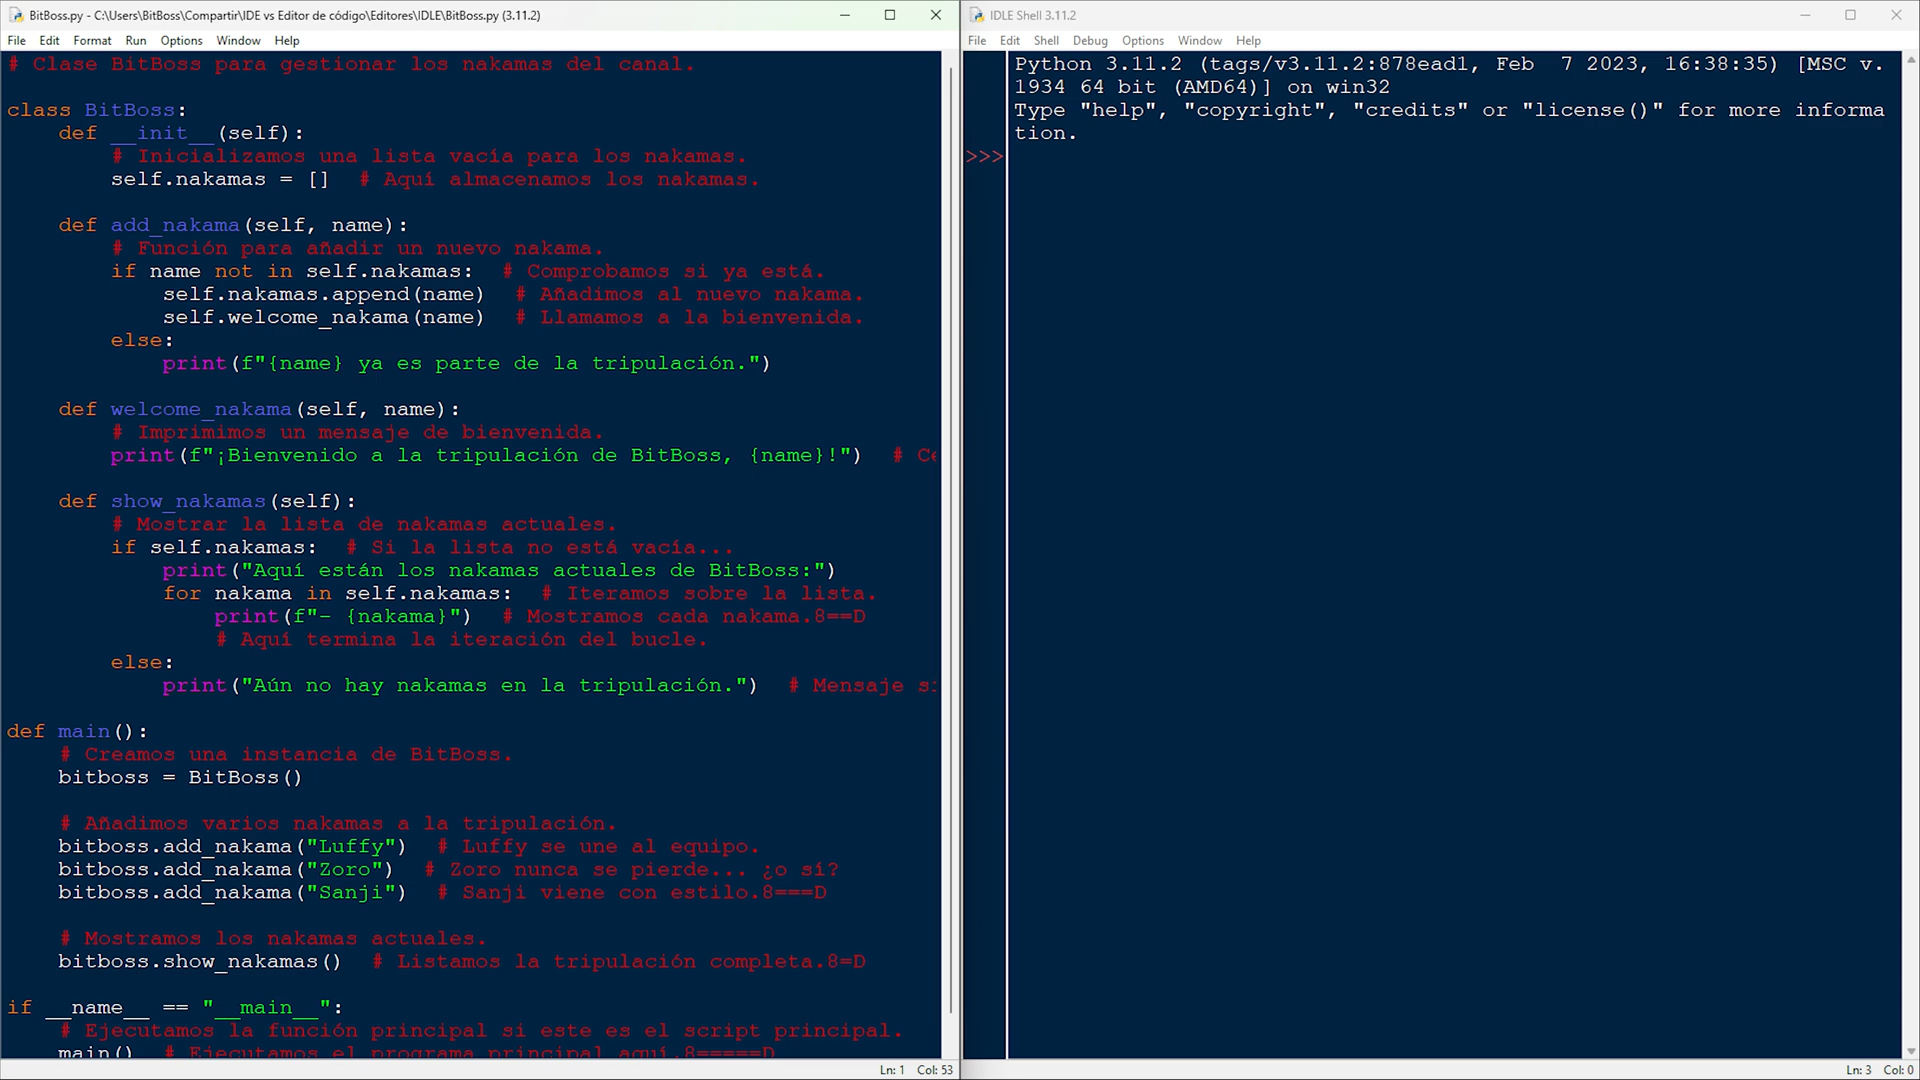 BitBoss.py - C:\Users\BitBoss\Compartir\IDE vs Editor de código\Editores\IDLE\BitBoss.py (3.11.2)
File Edit Format Run Options Window Help
# Clase BitBoss para gestionar los nakamas del canal.
class BitBoss:
    def __init__(self):
        # Inicializamos una lista vacía para los nakamas.
        self.nakamas = []  # Aquí almacenamos los nakamas.
    def add_nakama(self, name):
        # Función para añadir un nuevo nakama.
        if name not in self.nakamas:  # Comprobamos si ya está.
            self.nakamas.append(name)  # Añadimos al nuevo nakama.
            self.welcome_nakama(name)  # Llamamos a la bienvenida.
        else:
            print(f"{name} ya es parte de la tripulación.")
    def welcome_nakama(self, name):
        # Imprimimos un mensaje de bienvenida.
        print(f"¡Bienvenido a la tripulación de BitBoss, {name}!")  # Ce
    def show_nakamas(self):
        # Mostrar la lista de nakamas actuales.
        if self.nakamas:  # Si la lista no está vacía...
            print("Aquí están los nakamas actuales de BitBoss:")
            for nakama in self.nakamas:  # Iteramos sobre la lista.
                print(f"- {nakama}")  # Mostramos cada nakama.8==D
                # Aquí termina la iteración del bucle.
        else:
            print("Aún no hay nakamas en la tripulación.")  # Mensaje si
def main():
    # Creamos una instancia de BitBoss.
    bitboss = BitBoss()
    # Añadimos varios nakamas a la tripulación.
    bitboss.add_nakama("Luffy")  # Luffy se une al equipo.
    bitboss.add_nakama("Zoro")  # Zoro nunca se pierde... ¿o sí?
    bitboss.add_nakama("Sanji")  # Sanji viene con estilo.8===D
    # Mostramos los nakamas actuales.
    bitboss.show_nakamas()  # Listamos la tripulación completa.8=D
if __name__ == "__main__":
    # Ejecutamos la función principal si este es el script principal.
    main()  # Ejecutamos el programa principal aquí.8=====D
Ln: 1 Col: 53
IDLE Shell 3.11.2
File Edit Shell Debug Options Window Help
Python 3.11.2 (tags/v3.11.2:878ead1, Feb  7 2023, 16:38:35) [MSC v.
1934 64 bit (AMD64)] on win32
Type "help", "copyright", "credits" or "license()" for more informa
tion.
>>>
Ln: 3 Col: 0